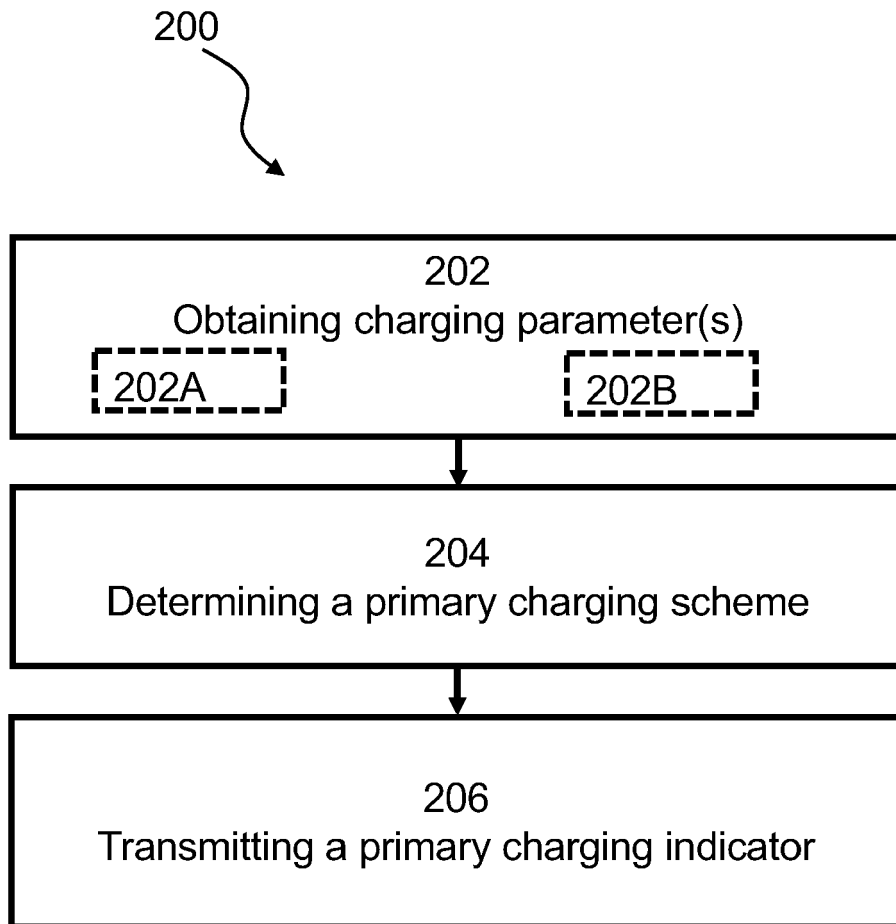 200
202
Obtaining charging parameter(s)
202A 202B
204
Determining a primary charging scheme
206
Transmitting a primary charging indicator